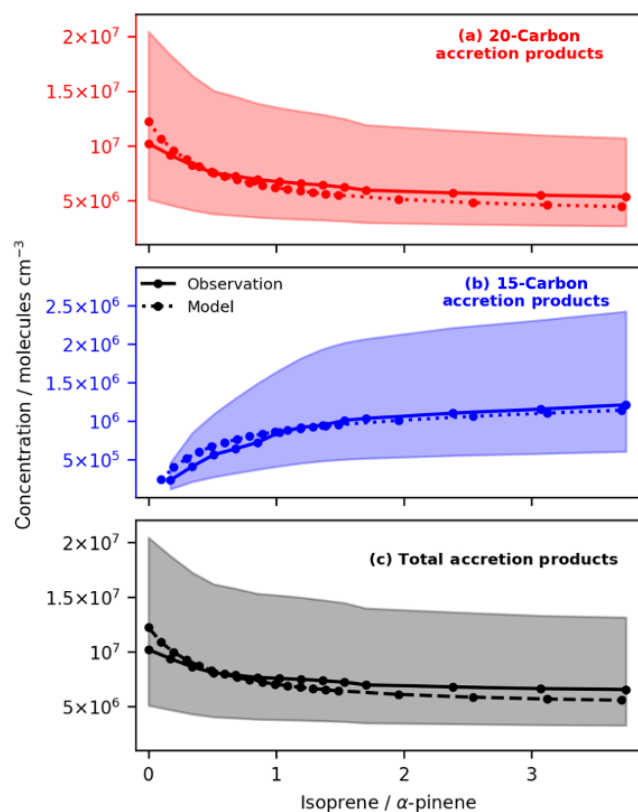 2×10⁷
1.5×10⁷
10⁷
5×10⁶
(a) 20-Carbon
accretion products
Concentration / molecules cm⁻³
2.5×10⁶
2×10⁶
1.5×10⁶
10⁶
5×10⁵
Observation
Model
(b) 15-Carbon
accretion products
2×10⁷
1.5×10⁷
10⁷
5×10⁶
(c) Total accretion products
0 1 2 3
Isoprene / α-pinene